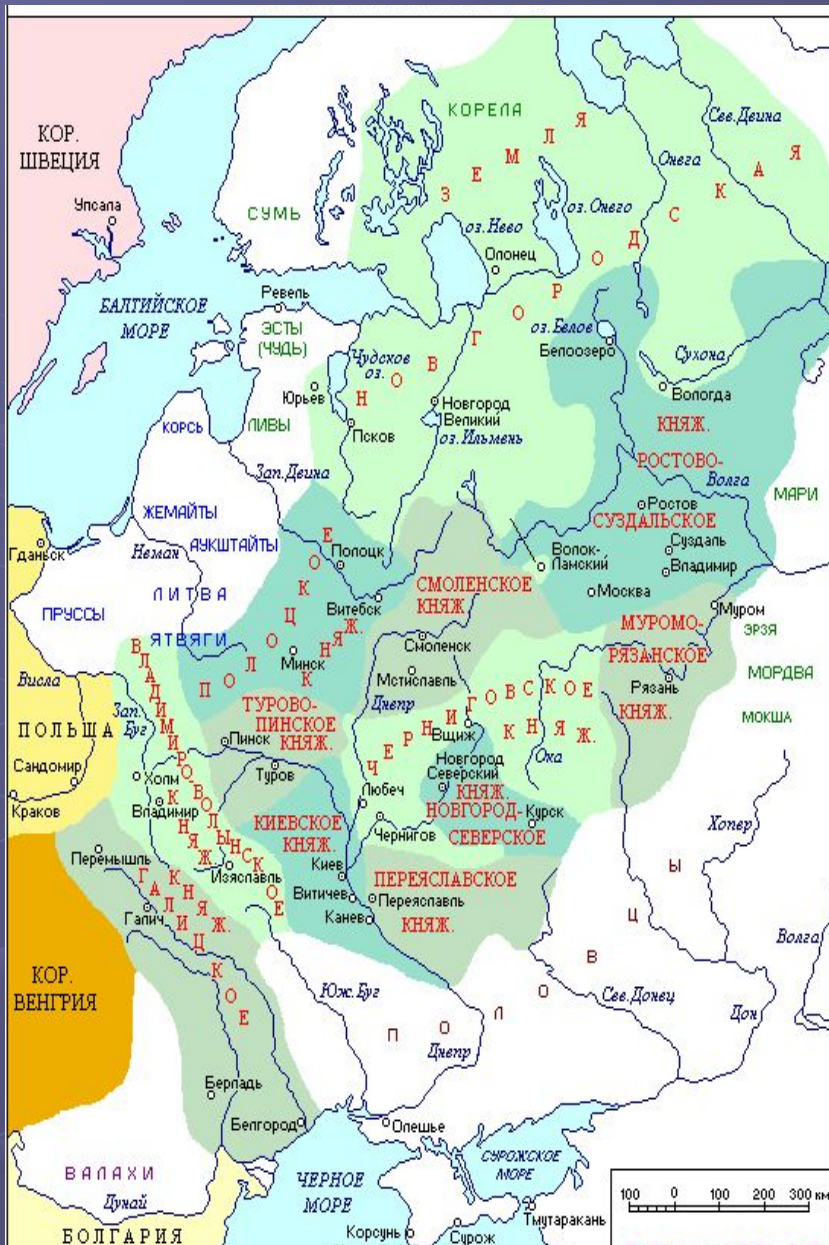 КОР.
ШВЕЦИЯ
Упсала
СУМЬ
КОРЕЛА
НОВГОРОДСКАЯ
ЗЕМЛЯ
Сев.Двина
Онега
оз.Онего
оз.Нево
Олонец
БАЛТИЙСКОЕ
МОРЕ
Ревель
ЭСТЫ
(ЧУДЬ)
Чудское
оз.
Юрьев
ЛИВЫ
Псков
Новгород
Великий
оз.Ильмень
оз.Белое
Белоозеро
Сухона
Вологда
КНЯЖ.
РОСТОВО-
СУЗДАЛЬСКОЕ
Волга
Ростов
Суздаль
Владимир
Москва
МАРИ
КОРСЬ
Зап.Двина
ЖЕМАЙТЫ
Неман
АУКШТАЙТЫ
ЛИТВА
ПРУССЫ
ЯТВЯГИ
Гданьск
Полоцк
Витебск
Минск
ПОЛОЦКОЕ
КНЯЖ.
СМОЛЕНСКОЕ
КНЯЖ.
Волок-
Ламский
Смоленск
Мстиславль
Днепр
МУРОМО-
РЯЗАНСКОЕ
КНЯЖ.
Муром
Рязань
ЭРЗЯ
МОРДВА
МОКША
Висла
ПОЛЬША
Зап.
Буг
Сандомир
Краков
ВЛАДИМИРОВОЛЫНСКОЕ
КНЯЖ.
Холм
Владимир
Изяславль
ТУРОВО-
ПИНСКОЕ
КНЯЖ.
Пинск
Туров
ЧЕРНИГОВСКОЕ
КНЯЖ.
Вщиж
Ока
Любеч
Чернигов
Новгород
Северский
КНЯЖ.
НОВГОРОД-
СЕВЕРСКОЕ
Курск
КИЕВСКОЕ
КНЯЖ.
Киев
Витичев
Канев
ПЕРЕЯСЛАВСКОЕ
Переяславль
КНЯЖ.
Перемышль
Галич
ГАЛИЦКОЕ
КНЯЖ.
КОР.
ВЕНГРИЯ
Хопер
Волга
Дон
Сев.Донец
ПОЛОВЦЫ
Юж.Буг
Днепр
Берладь
Белгород
Олешье
ВАЛАХИ
Дунай
БОЛГАРИЯ
ЧЕРНОЕ
МОРЕ
СУРОЖСКОЕ
МОРЕ
Корсунь
Сурож
Тмутаракань
100 0 100 200 300 км